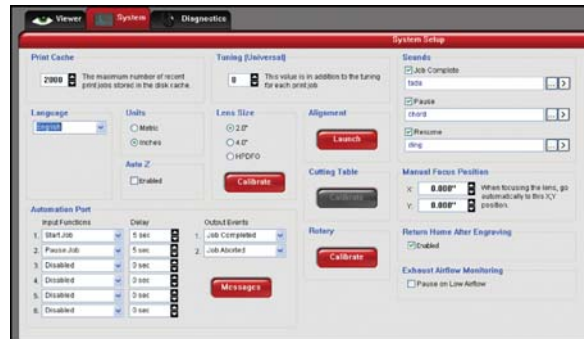 Viewer System Diagnostics
System Setup
Print Cache
2000 The maximum number of recent print jobs stored in the disk cache.
Tuning (Universal)
0 This value is in addition to the tuning for each print job
Sounds
Job Complete
tada ... >
Pause
chord ... >
Resume
ding ... >
Language
English
Units
Metric
Inches
Auto Z
Enabled
Lens Size
2.0"
4.0"
HPDFO
Calibrate
Alignment
Launch
Cutting Table
Calibrate
Rotary
Calibrate
Manual Focus Position
X: 0.000" When focusing the lens, go
Y: 0.000" automatically to this X,Y position.
Return Home After Engraving
Enabled
Exhaust Airflow Monitoring
Pause on Low Airflow
Automation Port
Input Functions Delay Output Events
1. Start Job 5 sec 1. Job Completed
2. Pause Job 5 sec 2. Job Aborted
3. Disabled 0 sec
4. Disabled 0 sec
5. Disabled 0 sec
6. Disabled 0 sec
Messages